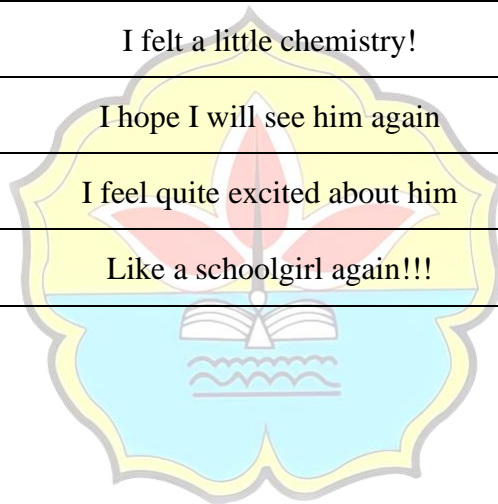 I felt a little chemistry!
I hope I will see him again
I feel quite excited about him
Like a schoolgirl again!!!